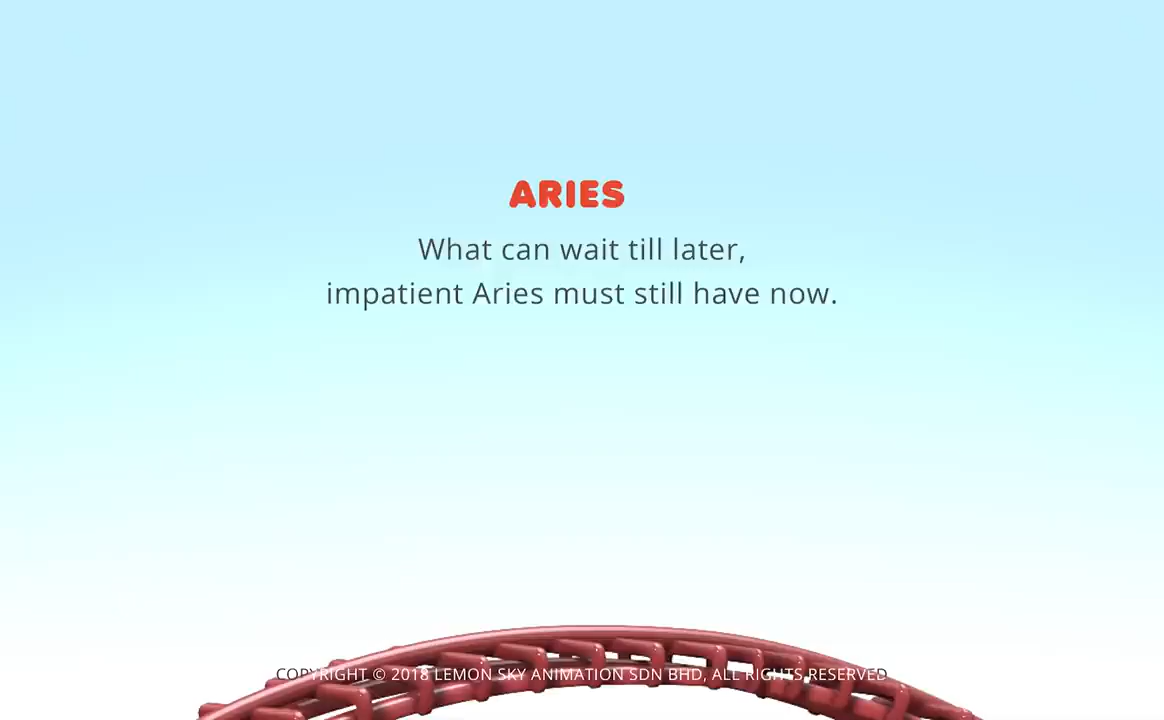 ARIES
What can wait till later,
impatient Aries must still have now.
COPYRIGHT © 2018 LEMON SKY ANIMATION SDN BHD, ALL RIGHTS RESERVED